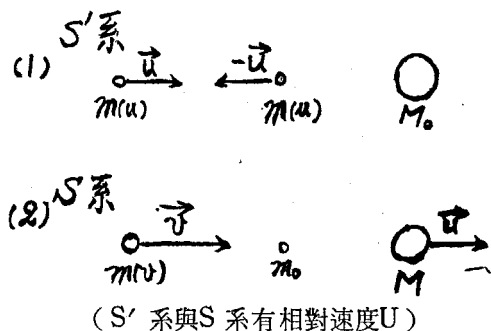 (1) S′系
u⃗ -u⃗
m(u) m(u) M₀
(2) S系
v⃗ u⃗
m(v) m₀ M
(S′ 系與S 系有相對速度U)